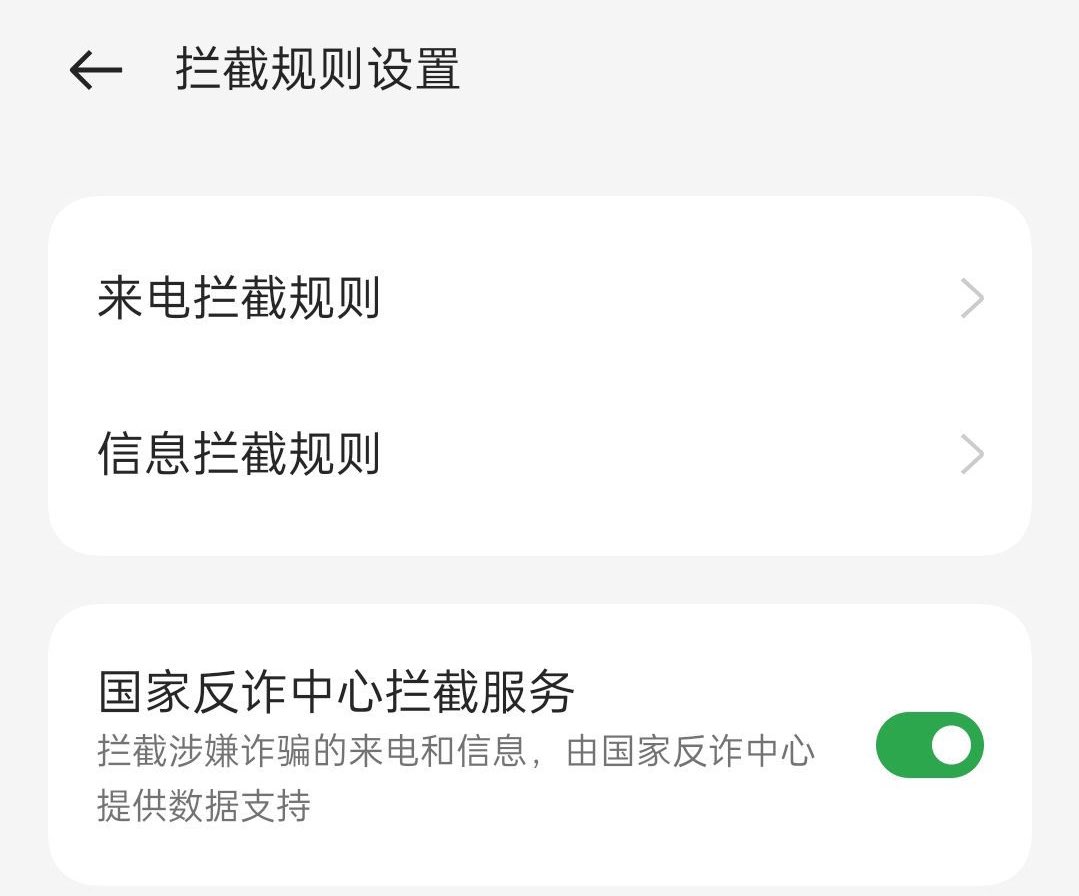 拦截规则设置
来电拦截规则
信息拦截规则
国家反诈中心拦截服务
拦截涉嫌诈骗的来电和信息，由国家反诈中心
提供数据支持